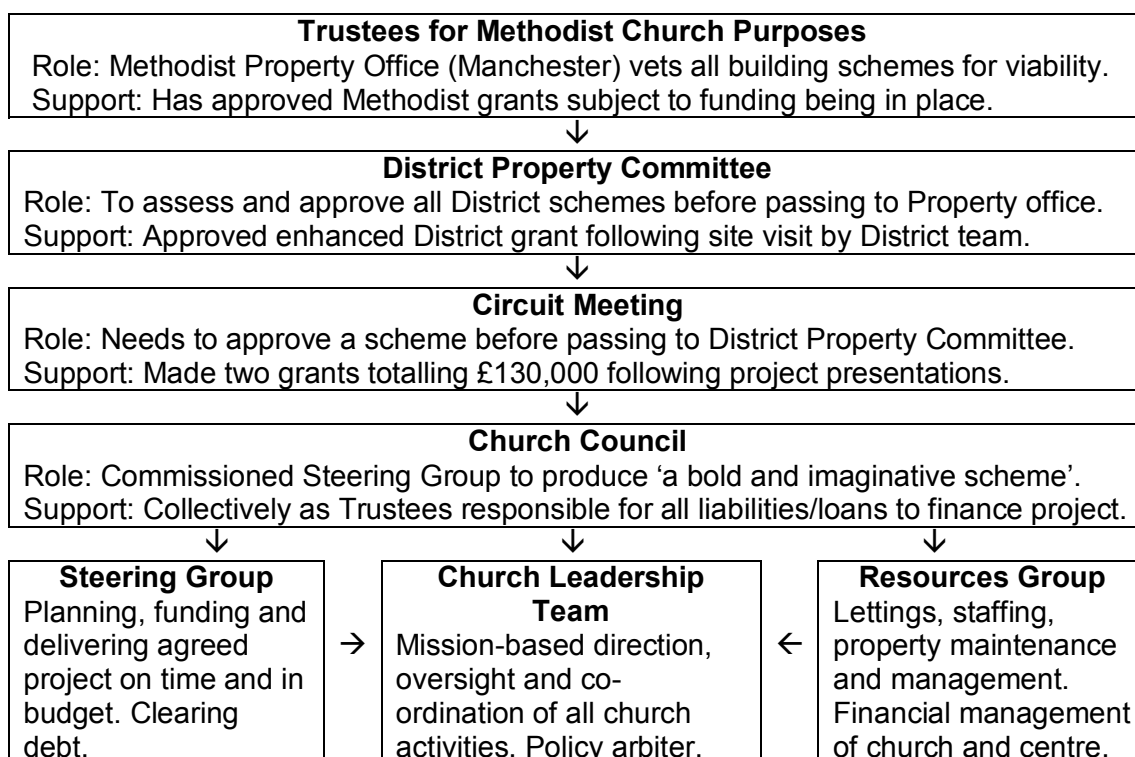 Trustees for Methodist Church Purposes
Role: Methodist Property Office (Manchester) vets all building schemes for viability.
Support: Has approved Methodist grants subject to funding being in place.
↓
District Property Committee
Role: To assess and approve all District schemes before passing to Property office.
Support: Approved enhanced District grant following site visit by District team.
↓
Circuit Meeting
Role: Needs to approve a scheme before passing to District Property Committee.
Support: Made two grants totalling £130,000 following project presentations.
↓
Church Council
Role: Commissioned Steering Group to produce ‘a bold and imaginative scheme’.
Support: Collectively as Trustees responsible for all liabilities/loans to finance project.
↓ ↓ ↓
Steering Group
Planning, funding and
delivering agreed
project on time and in
budget. Clearing
debt.
→
Church Leadership
Team
Mission-based direction,
oversight and co-
ordination of all church
activities. Policy arbiter.
←
Resources Group
Lettings, staffing,
property maintenance
and management.
Financial management
of church and centre.